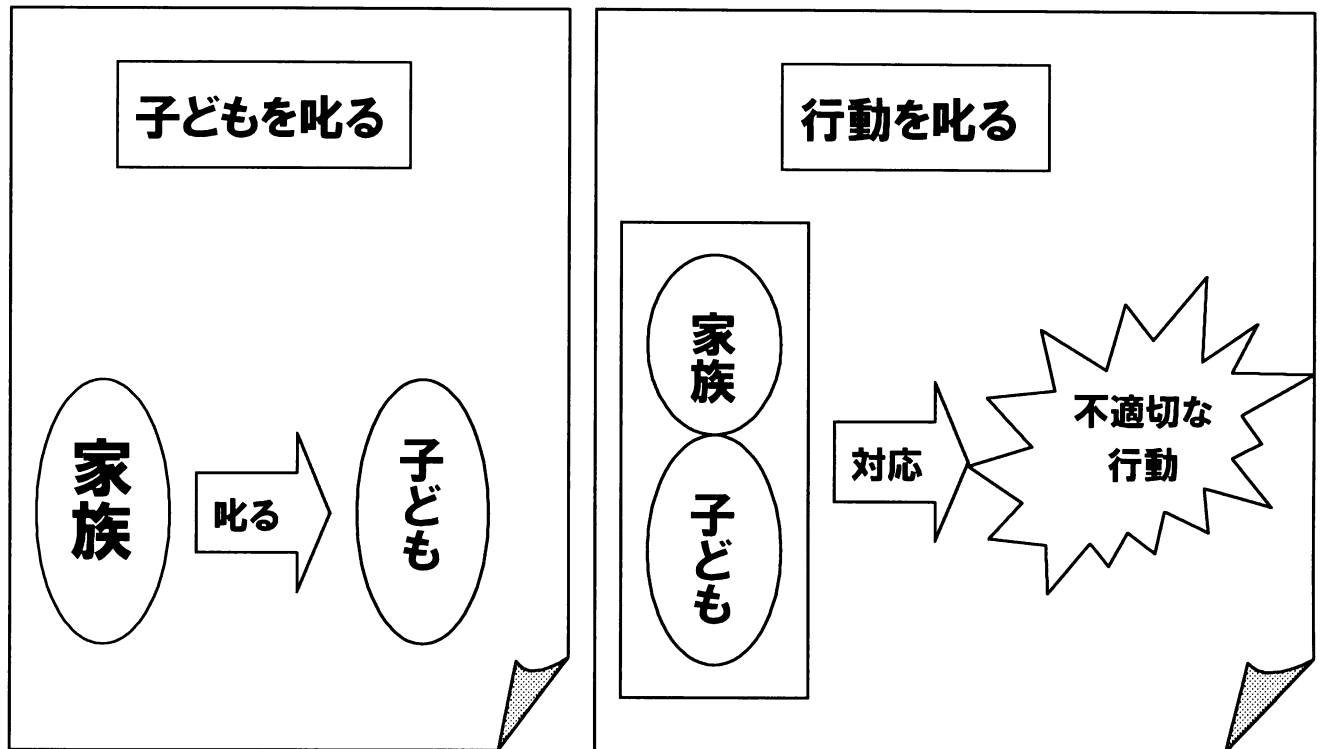 子どもを叱る
家族
叱る
子ども
行動を叱る
家族
子ども
対応
不適切な
行動